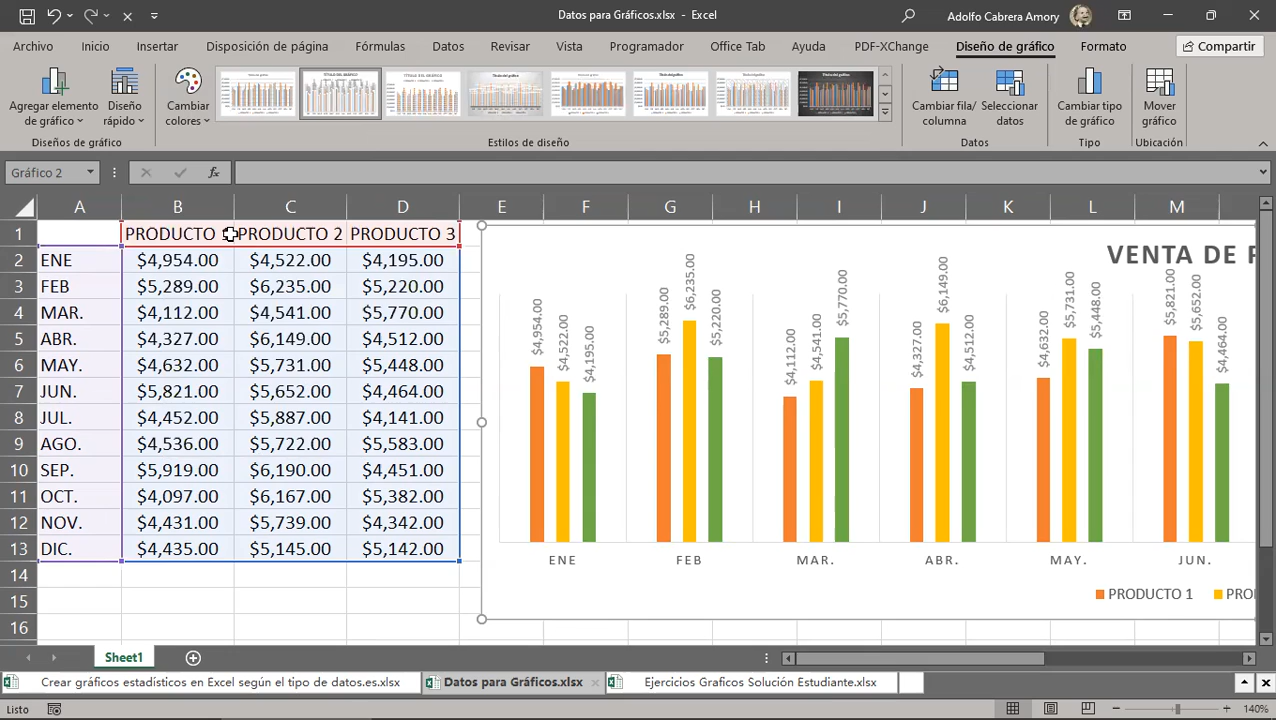 Datos para Gráficos.xlsx - Excel
Adolfo Cabrera Amory
Archivo Inicio Insertar Disposición de página Fórmulas Datos Revisar Vista Programador Office Tab Ayuda PDF-XChange Diseño de gráfico Formato Compartir
Agregar elemento de gráfico
Diseño rápido
Cambiar colores
Cambiar fila/ columna
Seleccionar datos
Cambiar tipo de gráfico
Mover gráfico
Diseños de gráfico Estilos de diseño Datos Tipo Ubicación
Gráfico 2 fx
A B C D E F G H I J K L M
1 PRODUCTO PRODUCTO 2 PRODUCTO 3
2 ENE $4,954.00 $4,522.00 $4,195.00
3 FEB $5,289.00 $6,235.00 $5,220.00
4 MAR. $4,112.00 $4,541.00 $5,770.00
5 ABR. $4,327.00 $6,149.00 $4,512.00
6 MAY. $4,632.00 $5,731.00 $5,448.00
7 JUN. $5,821.00 $5,652.00 $4,464.00
8 JUL. $4,452.00 $5,887.00 $4,141.00
9 AGO. $4,536.00 $5,722.00 $5,583.00
10 SEP. $5,919.00 $6,190.00 $4,451.00
11 OCT. $4,097.00 $6,167.00 $5,382.00
12 NOV. $4,431.00 $5,739.00 $4,342.00
13 DIC. $4,435.00 $5,145.00 $5,142.00
14
15
16
VENTA DE
$4,954.00 $4,522.00 $4,195.00
$5,289.00 $6,235.00 $5,220.00
$4,112.00 $4,541.00 $5,770.00
$4,327.00 $6,149.00 $4,512.00
$4,632.00 $5,731.00 $5,448.00
$5,821.00 $5,652.00 $4,464.00
ENE FEB MAR. ABR. MAY. JUN.
PRODUCTO 1 PRO
Sheet1
Crear gráficos estadísticos en Excel según el tipo de datos.es.xlsx Datos para Gráficos.xlsx Ejercicios Graficos Solución Estudiante.xlsx
Listo 140%